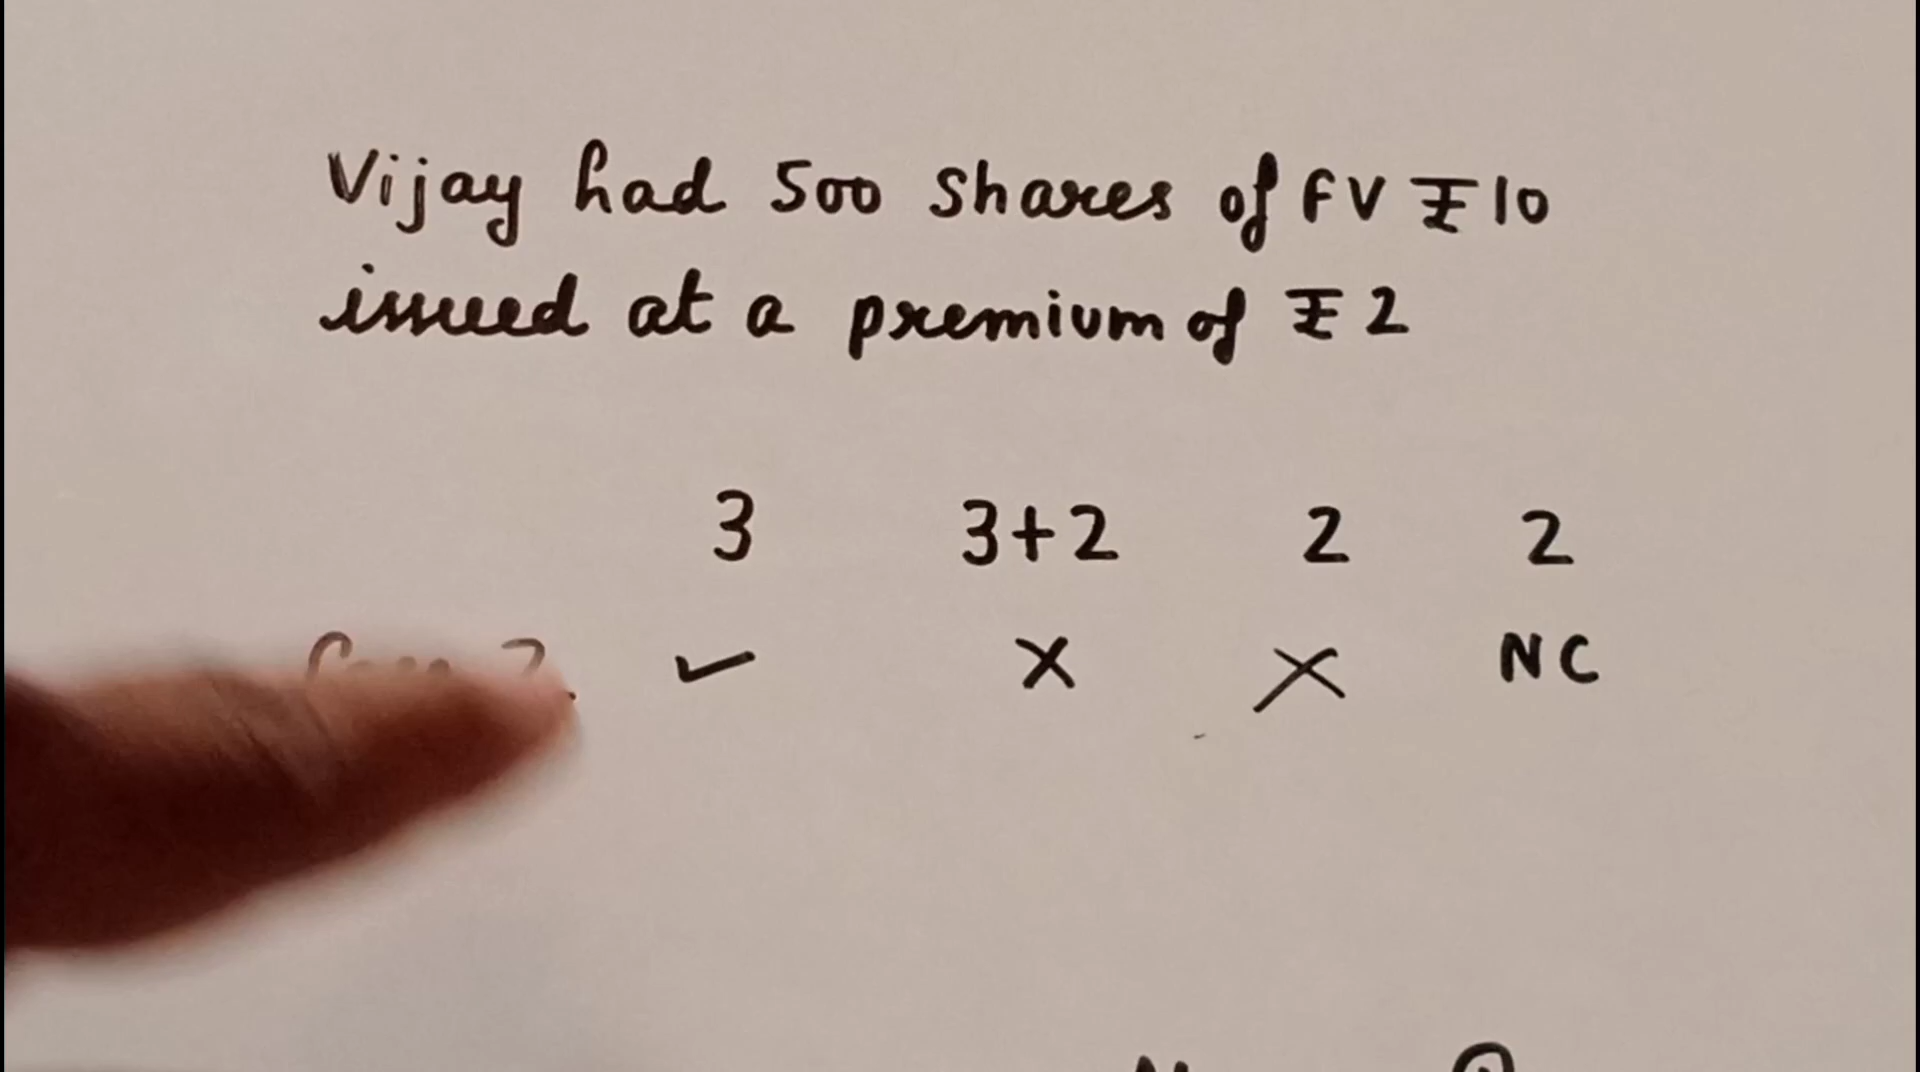 Vijay had 500 shares of FV ₹10
issued at a premium of ₹2
3 3+2 2 2
✓ X X NC